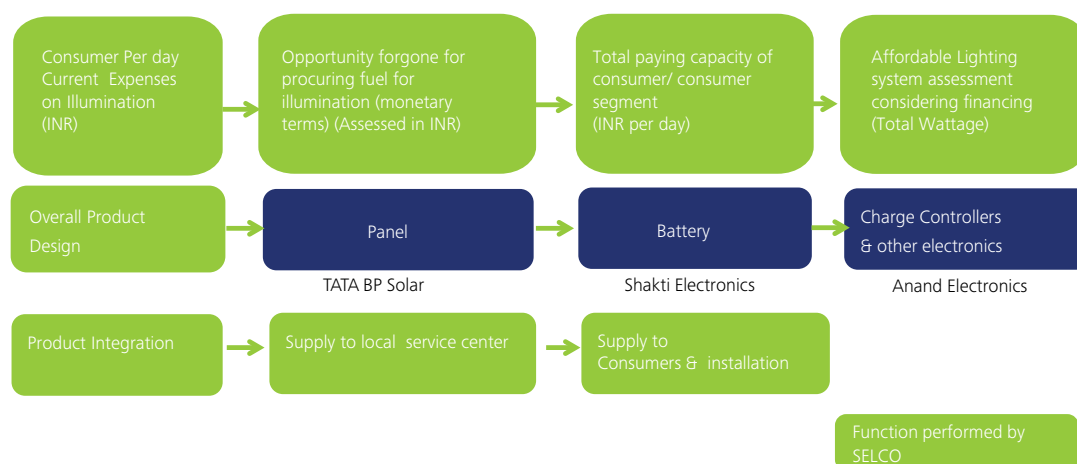 Consumer Per day
Current Expenses
on Illumination
(INR)
Opportunity forgone for
procuring fuel for
illumination (monetary
terms) (Assessed in INR)
Total paying capacity of
consumer/ consumer
segment
(INR per day)
Affordable Lighting
system assessment
considering financing
(Total Wattage)
Overall Product
Design
Panel
Battery
Charge Controllers
& other electronics
TATA BP Solar
Shakti Electronics
Anand Electronics
Product Integration
Supply to local service center
Supply to
Consumers & installation
Function performed by
SELCO